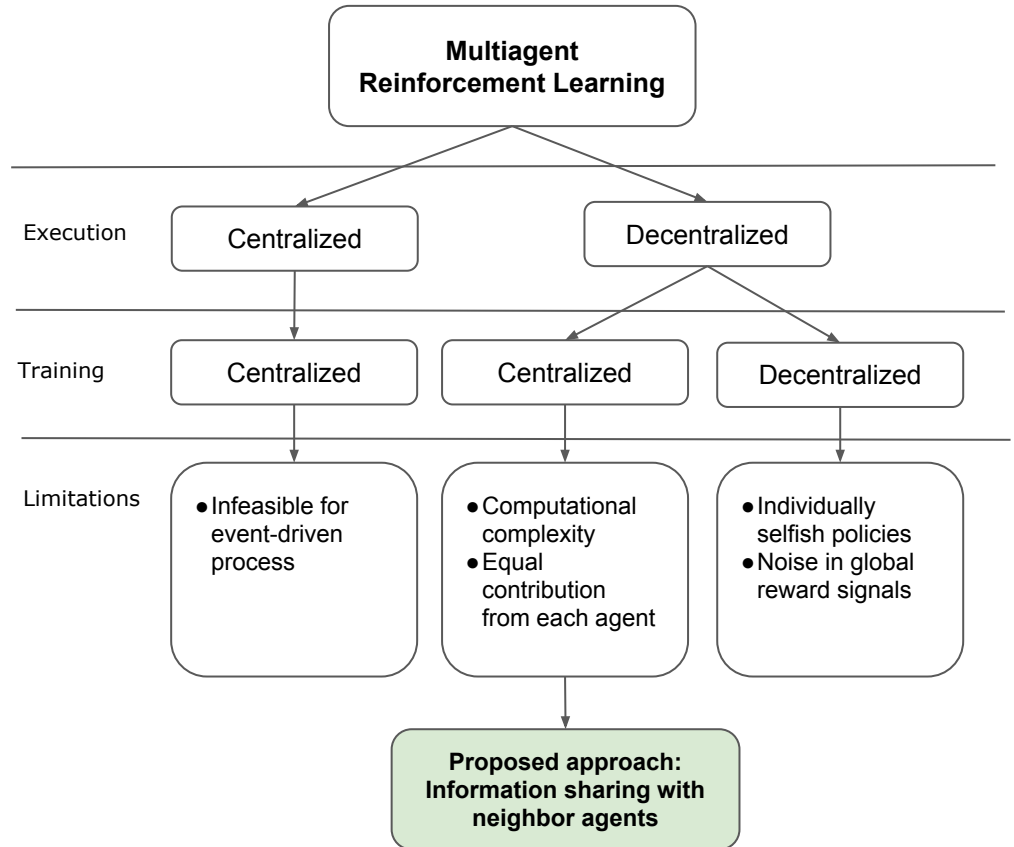 Multiagent
Reinforcement Learning
Execution
Centralized
Decentralized
Training
Centralized
Centralized
Decentralized
Limitations
●Infeasible for
event-driven
process
●Computational
complexity
●Equal
contribution
from each agent
●Individually
selfish policies
●Noise in global
reward signals
Proposed approach:
Information sharing with
neighbor agents